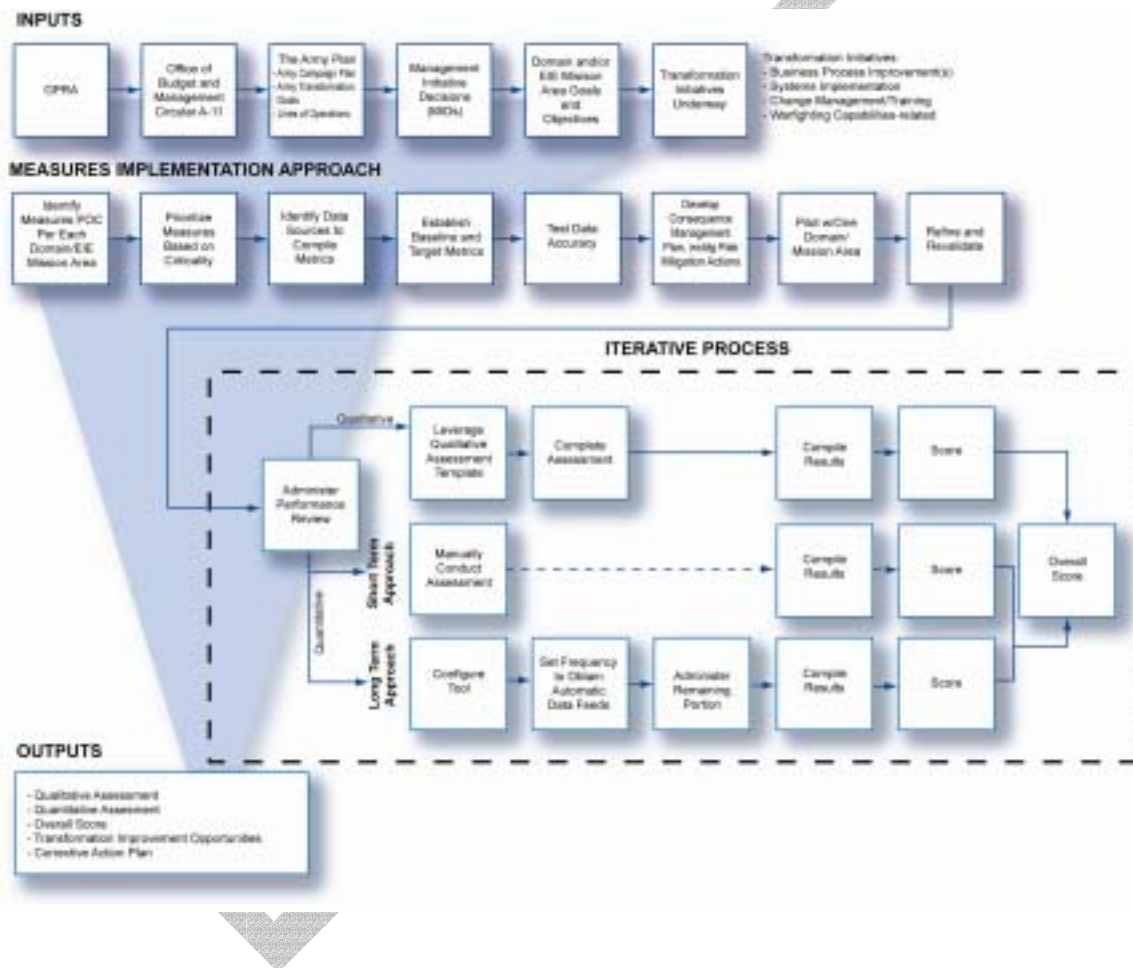 INPUTS
GPRA
Office of
Budget and
Management
Circular A-11
The Army Plan
- Army Campaign Plan
- Army Transformation
Goals
- Lines of Operations
Management
Initiative
Decisions
(MIDs)
Domain and/or
EIE Mission
Area Goals
and
Objectives
Transformation
Initiatives
Underway
Transformation Initiatives:
- Business Process Improvement(s)
- Systems Implementation
- Change Management/Training
- Warfighting Capabilities-related
MEASURES IMPLEMENTATION APPROACH
Identify
Measures POC
Per Each
Domain/EIE
Mission Area
Prioritize
Measures
Based on
Criticality
Identify Data
Sources to
Compile
Metrics
Establish
Baseline and
Target Metrics
Test Data
Accuracy
Develop
Consequence
Management
Plan, Risk
Mitigation Actions
Pilot w/One
Domain/
Mission Area
Refine and
Revalidate
ITERATIVE PROCESS
Administer
Performance
Review
Qualitative
Leverage
Qualitative
Assessment
Template
Complete
Assessment
Compile
Results
Score
Quantitative
Short Term
Approach
Manually
Conduct
Assessment
Compile
Results
Score
Overall
Score
Long Term
Approach
Configure
Tool
Set Frequency
to Obtain
Automatic
Data Feeds
Administer
Remaining
Portion
Compile
Results
Score
OUTPUTS
- Qualitative Assessment
- Quantitative Assesment
- Overall Score
- Transformation Improvement Opportunities
- Corrective Action Plan